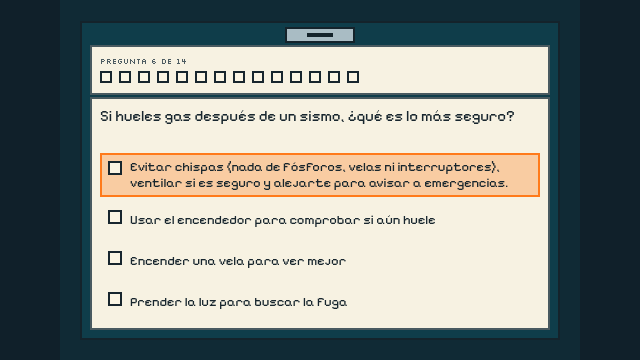 PREGUNTA 6 DE 14
Si hueles gas después de un sismo, ¿qué es lo más seguro?
Evitar chispas (nada de fósforos, velas ni interruptores),
ventilar si es seguro y alejarte para avisar a emergencias.
Usar el encendedor para comprobar si aún huele
Encender una vela para ver mejor
Prender la luz para buscar la fuga